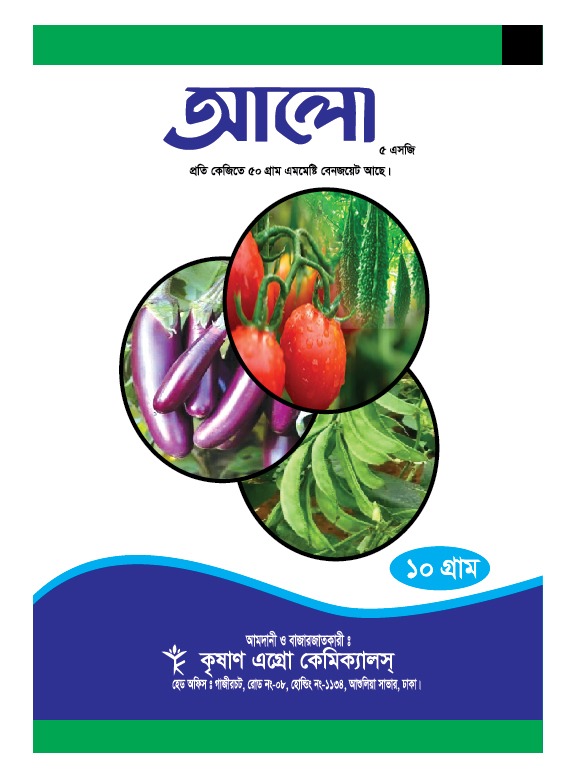 আলো
৫ এসজি
প্রতি কেজিতে ৫০ গ্রাম এমমেষ্টি বেনজয়েট আছে।
১০ গ্রাম
আমদানী ও বাজারজাতকারী ঃ
কৃষাণ এগ্রো কেমিক্যালস্
হেড অফিস ঃ গাজীরচট, রোড নং-০৮, হোল্ডিং নং-১১৩৪, আশুলিয়া সাভার, ঢাকা।